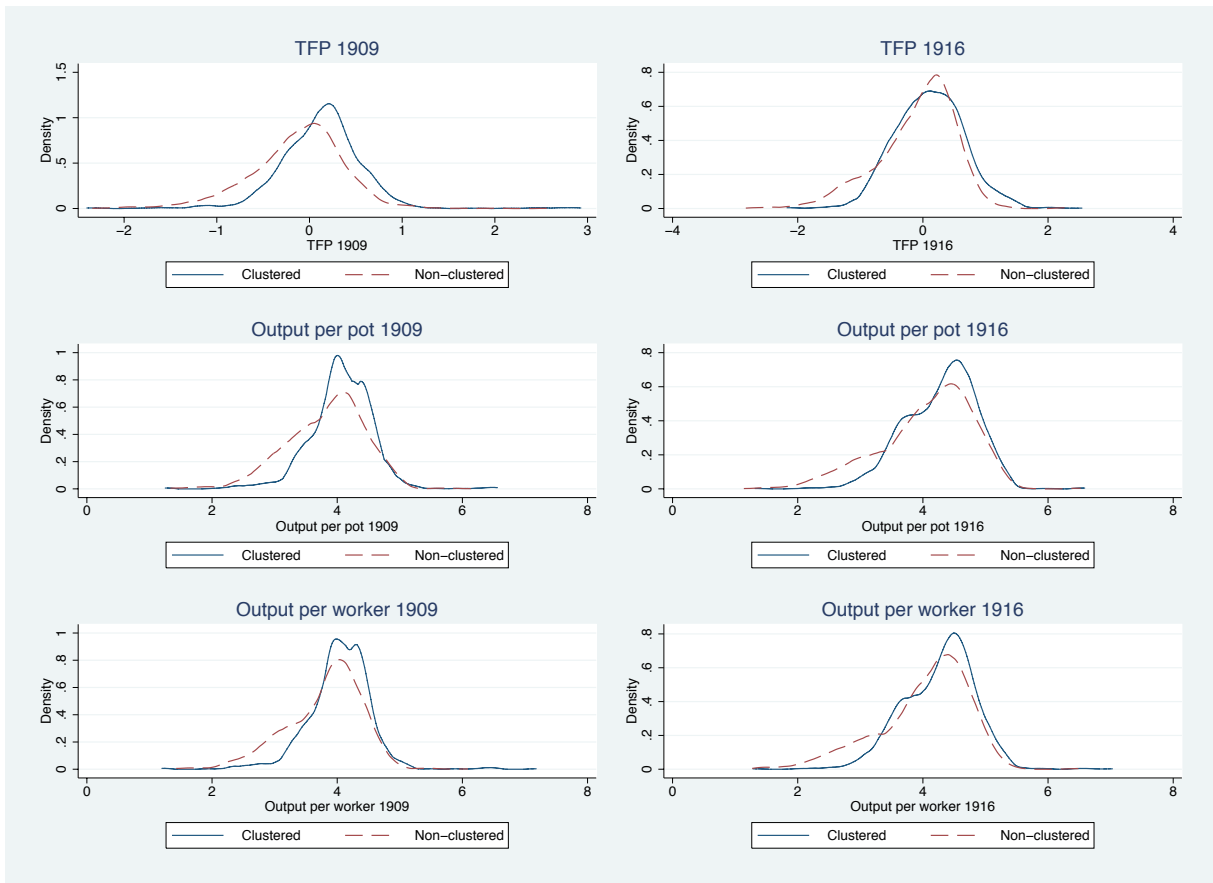 TFP 1909
Density
0 .5 1 1.5
−2 −1 0 1 2 3
TFP 1909
Clustered Non−clustered
TFP 1916
Density
0 .2 .4 .6 .8
−4 −2 0 2 4
TFP 1916
Clustered Non−clustered
Output per pot 1909
Density
0 .2 .4 .6 .8 1
0 2 4 6 8
Output per pot 1909
Clustered Non−clustered
Output per pot 1916
Density
0 .2 .4 .6 .8
0 2 4 6 8
Output per pot 1916
Clustered Non−clustered
Output per worker 1909
Density
0 .2 .4 .6 .8 1
0 2 4 6 8
Output per worker 1909
Clustered Non−clustered
Output per worker 1916
Density
0 .2 .4 .6 .8
0 2 4 6 8
Output per worker 1916
Clustered Non−clustered